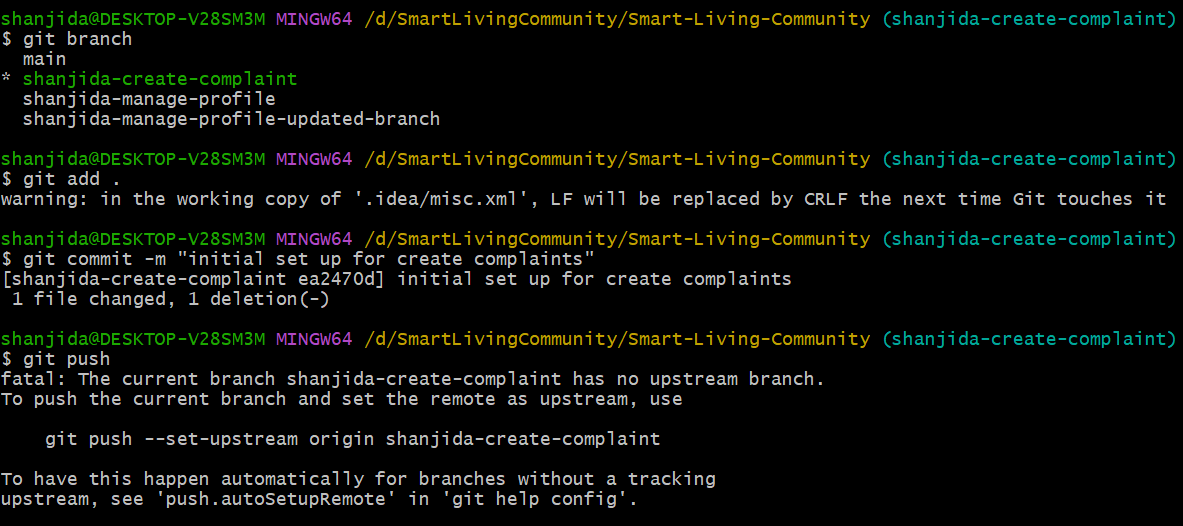 shanjida@DESKTOP-V28SM3M MINGW64 /d/SmartLivingCommunity/Smart-Living-Community (shanjida-create-complaint)
$ git branch
  main
* shanjida-create-complaint
  shanjida-manage-profile
  shanjida-manage-profile-updated-branch

shanjida@DESKTOP-V28SM3M MINGW64 /d/SmartLivingCommunity/Smart-Living-Community (shanjida-create-complaint)
$ git add .
warning: in the working copy of '.idea/misc.xml', LF will be replaced by CRLF the next time Git touches it

shanjida@DESKTOP-V28SM3M MINGW64 /d/SmartLivingCommunity/Smart-Living-Community (shanjida-create-complaint)
$ git commit -m "initial set up for create complaints"
[shanjida-create-complaint ea2470d] initial set up for create complaints
 1 file changed, 1 deletion(-)

shanjida@DESKTOP-V28SM3M MINGW64 /d/SmartLivingCommunity/Smart-Living-Community (shanjida-create-complaint)
$ git push
fatal: The current branch shanjida-create-complaint has no upstream branch.
To push the current branch and set the remote as upstream, use

    git push --set-upstream origin shanjida-create-complaint

To have this happen automatically for branches without a tracking
upstream, see 'push.autoSetupRemote' in 'git help config'.